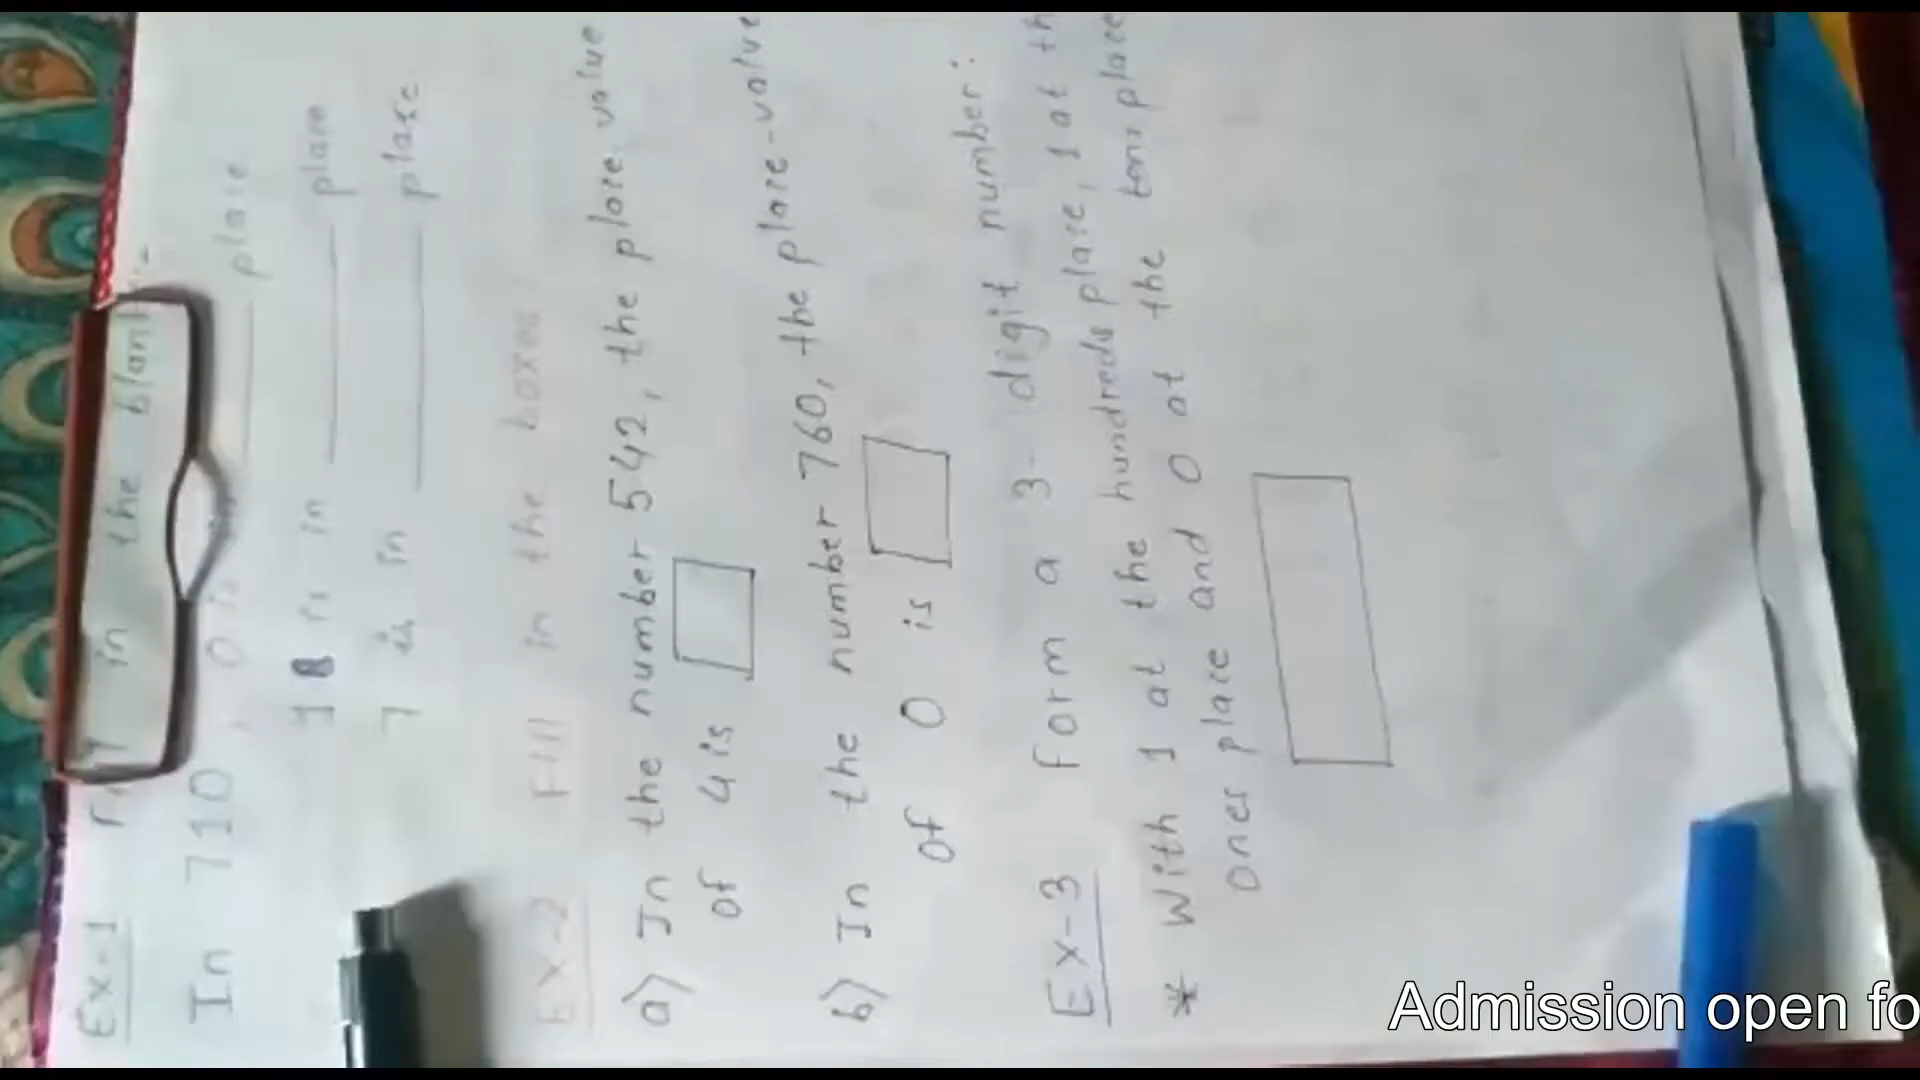 Ex-1 in the blan
In 710, 0 is ______ place
1 is in ______ place
7 is in ______ place
Ex-2 Fill in the boxes:
a) In the number 542, the place value
of 4 is
b) In the number 760, the place-value
of 0 is
Ex-3 Form a 3-digit number:
* With 1 at the hundreds place, 1 at th
ones place and 0 at the tens place
Admission open fo